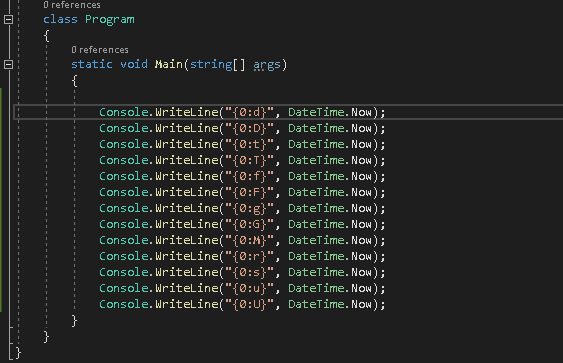 0 references
class Program
{
0 references
static void Main(string[] args)
{
Console.WriteLine("{0:d}", DateTime.Now);
Console.WriteLine("{0:D}", DateTime.Now);
Console.WriteLine("{0:t}", DateTime.Now);
Console.WriteLine("{0:T}", DateTime.Now);
Console.WriteLine("{0:f}", DateTime.Now);
Console.WriteLine("{0:F}", DateTime.Now);
Console.WriteLine("{0:g}", DateTime.Now);
Console.WriteLine("{0:G}", DateTime.Now);
Console.WriteLine("{0:M}", DateTime.Now);
Console.WriteLine("{0:r}", DateTime.Now);
Console.WriteLine("{0:s}", DateTime.Now);
Console.WriteLine("{0:u}", DateTime.Now);
Console.WriteLine("{0:U}", DateTime.Now);
}
}
}